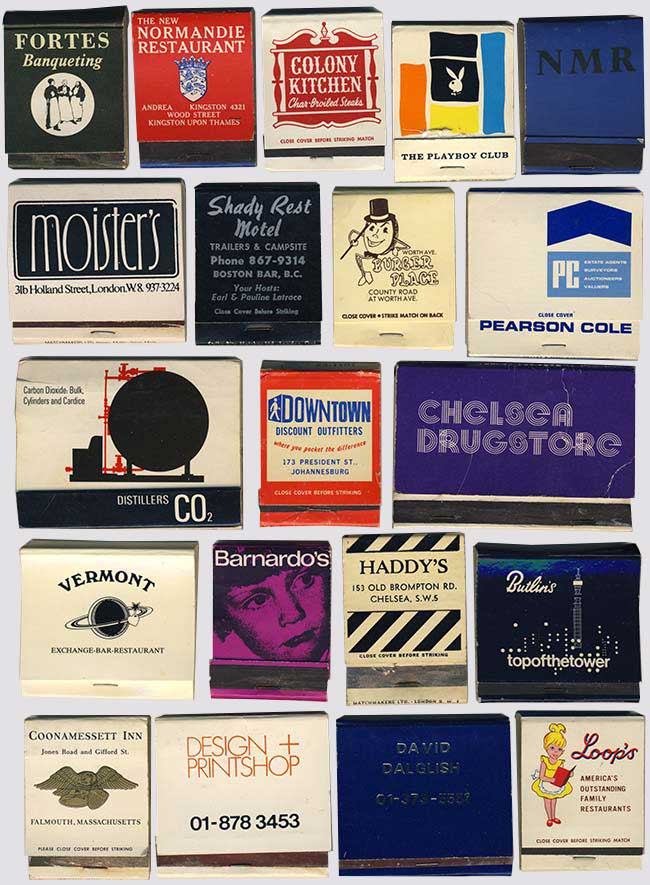 FORTES
Banqueting
THE NEW
NORMANDIE
RESTAURANT
ANDREA KINGSTON 4321
WOOD STREET
KINGSTON UPON THAMES
COLONY
KITCHEN
Char-Broiled Steaks
CLOSE COVER BEFORE STRIKING MATCH
THE PLAYBOY CLUB
NMR
moister's
31b Holland Street, London.W.8. 937-3224
Shady Rest
Motel
TRAILERS & CAMPSITE
Phone 867-9314
BOSTON BAR, B.C.
Your Hosts:
Earl & Pauline Latroce
Close Cover Before Striking
WORTH AVE.
BURGER
PLACE
COUNTY ROAD
AT WORTH AVE.
CLOSE COVER • STRIKE MATCH ON BACK
PC
ESTATE AGENTS
SURVEYORS
AUCTIONEERS
VALUERS
CLOSE COVER
PEARSON COLE
Carbon Dioxide: Bulk,
Cylinders and Cardice
DISTILLERS CO2
DOWNTOWN
DISCOUNT OUTFITTERS
where you pocket the difference
173 PRESIDENT ST.,
JOHANNESBURG
CLOSE COVER BEFORE STRIKING
CHELSEA
DRUGSTORE
VERMONT
EXCHANGE-BAR-RESTAURANT
Barnardo's
HADDY'S
153 OLD BROMPTON RD.
CHELSEA, S.W.5
CLOSE COVER BEFORE STRIKING
MATCHMAKERS LTD. - LONDON
Butlin's
topofthetower
COONAMESSETT INN
Jones Road and Gifford St.
FALMOUTH, MASSACHUSETTS
PLEASE CLOSE COVER BEFORE STRIKING
DESIGN +
PRINTSHOP
01-878 3453
DAVID
DALGLISH
Loop's
AMERICA'S
OUTSTANDING
FAMILY
RESTAURANTS
CLOSE COVER BEFORE STRIKING MATCH